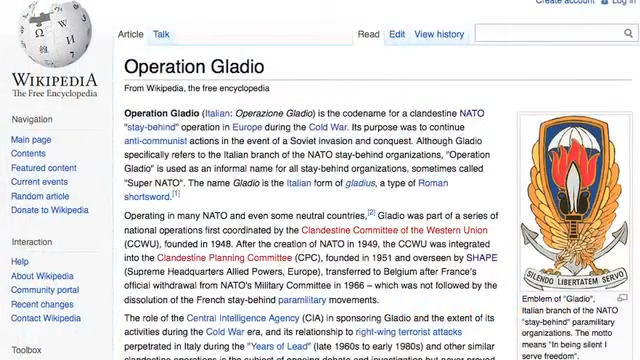 Create account Log in
Article Talk Read Edit View history
WIKIPEDIA
The Free Encyclopedia
Operation Gladio
From Wikipedia, the free encyclopedia
Navigation
Main page
Contents
Featured content
Current events
Random article
Donate to Wikipedia
Interaction
Help
About Wikipedia
Community portal
Recent changes
Contact Wikipedia
Operation Gladio (Italian: Operazione Gladio) is the codename for a clandestine NATO
"stay-behind" operation in Europe during the Cold War. Its purpose was to continue
anti-communist actions in the event of a Soviet invasion and conquest. Although Gladio
specifically refers to the Italian branch of the NATO stay-behind organizations, "Operation
Gladio" is used as an informal name for all stay-behind organizations, sometimes called
"Super NATO". The name Gladio is the Italian form of gladius, a type of Roman
shortsword.[1]
Operating in many NATO and even some neutral countries,[2] Gladio was part of a series of
national operations first coordinated by the Clandestine Committee of the Western Union
(CCWU), founded in 1948. After the creation of NATO in 1949, the CCWU was integrated
into the Clandestine Planning Committee (CPC), founded in 1951 and overseen by SHAPE
(Supreme Headquarters Allied Powers, Europe), transferred to Belgium after France's
official withdrawal from NATO's Military Committee in 1966 – which was not followed by the
dissolution of the French stay-behind paramilitary movements.
The role of the Central Intelligence Agency (CIA) in sponsoring Gladio and the extent of its
activities during the Cold War era, and its relationship to right-wing terrorist attacks
perpetrated in Italy during the "Years of Lead" (late 1960s to early 1980s) and other similar
clandestine operations is the subject of ongoing debate and investigation but never proved
SILENDO LIBERTATEM SERVO
Emblem of "Gladio",
Italian branch of the NATO
"stay-behind" paramilitary
organizations. The motto
means "In being silent I
serve freedom".